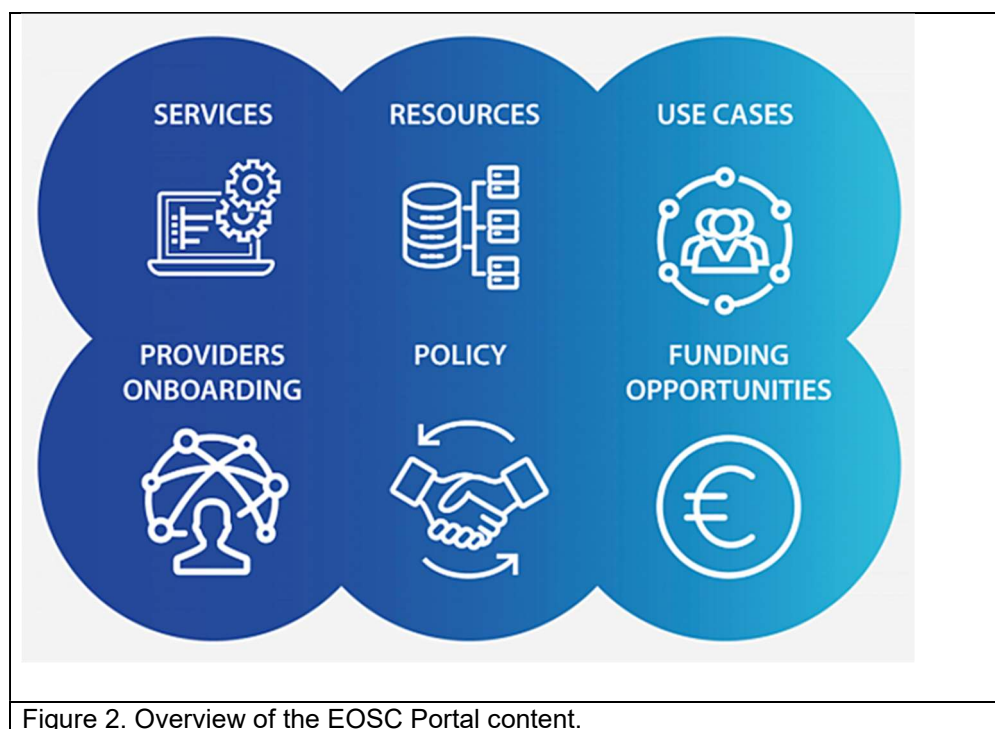 SERVICES
RESOURCES
USE CASES
PROVIDERS
ONBOARDING
POLICY
FUNDING
OPPORTUNITIES
€
Figure 2. Overview of the EOSC Portal content.